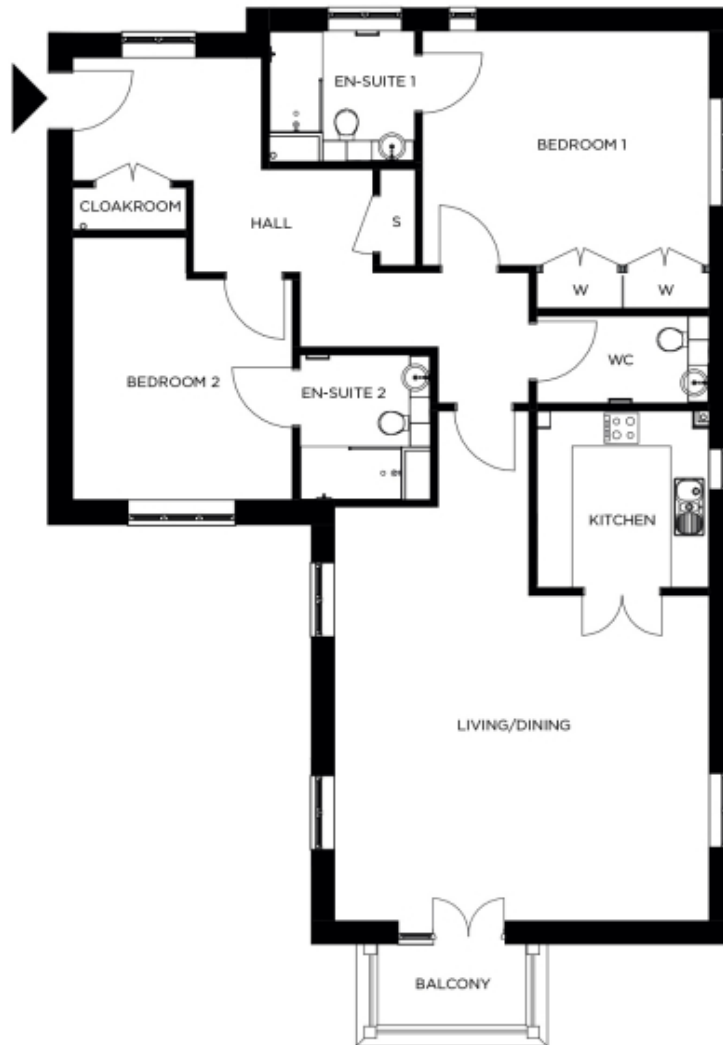 EN-SUITE 1
BEDROOM 1
CLOAKROOM
HALL
S
W
W
WC
BEDROOM 2
EN-SUITE 2
KITCHEN
LIVING/DINING
BALCONY